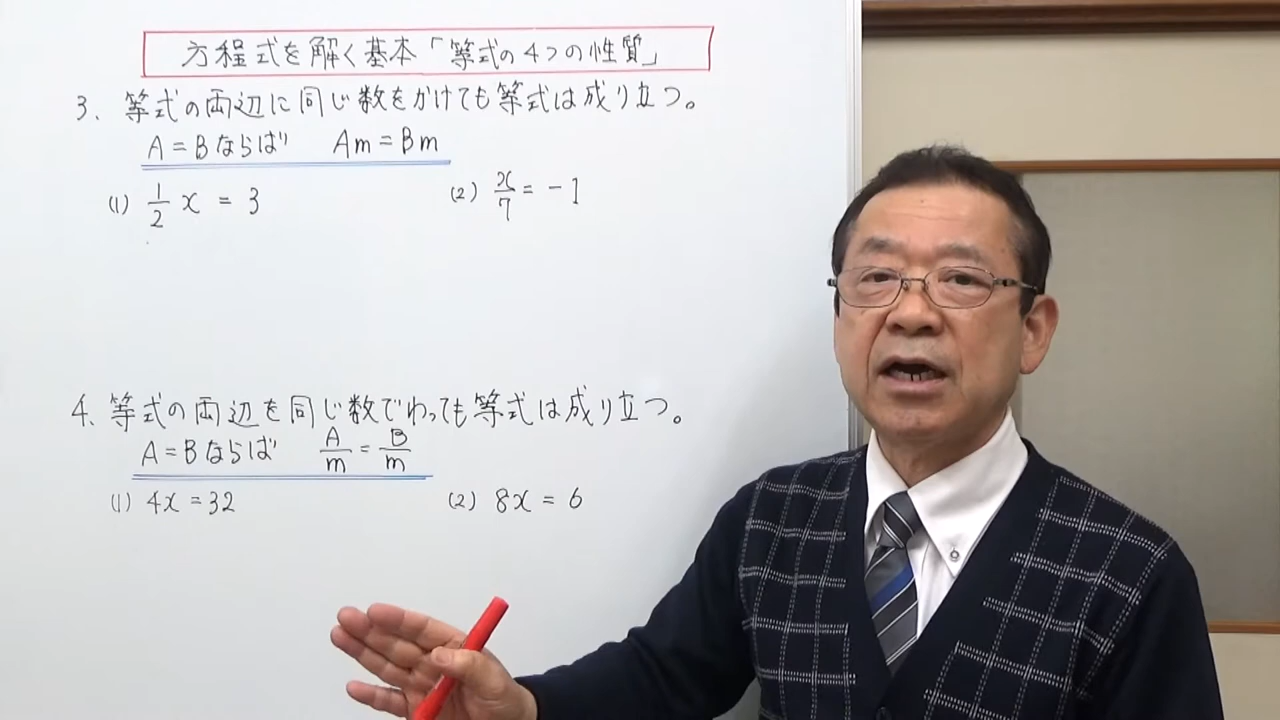 方程式を解く基本「等式の4つの性質」
3. 等式の両辺に同じ数をかけても等式は成り立つ。
A=Bならば Am=Bm
(1) 1/2 x = 3 (2) x/7 = -1
4. 等式の両辺を同じ数でわっても等式は成り立つ。
A=Bならば A/m = B/m
(1) 4x = 32 (2) 8x = 6